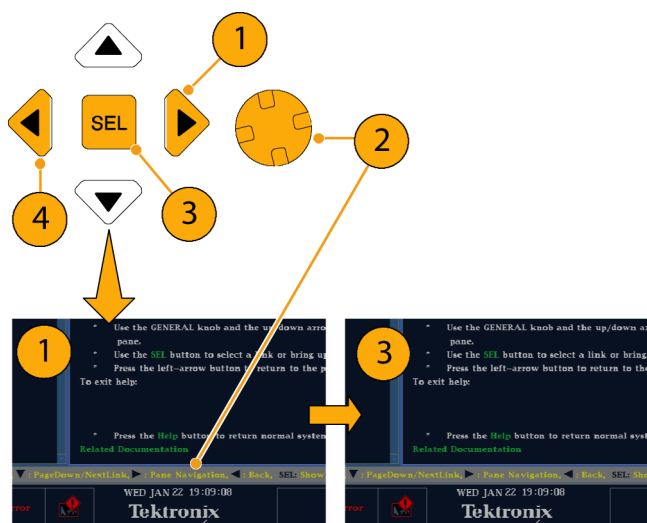 1
SEL
2
4
3
1
" Use the GENERAL knob and the up/down arro
pane.
" Use the SEL button to select a link or bring up
" Press the left-arrow button to return to the p
To exit help:
" Press the Help button to return normal system
Related Documentation
▼: PageDown/NextLink, ▶: Pane Navigation, ◀: Back, SEL: Show
rror
WED JAN 22 19:09:08
Tektronix
3
" Use the GENERAL knob and the up/down ar
pane.
" Use the SEL button to select a link or bring
" Press the left-arrow button to return to the
To exit help:
" Press the Help button to return normal syst
Related Documentation
▼: PageDown/NextLink, ▶: Pane Navigation, ◀: Back, SEL: Sho
rror
WED JAN 22 19:09:08
Tektronix